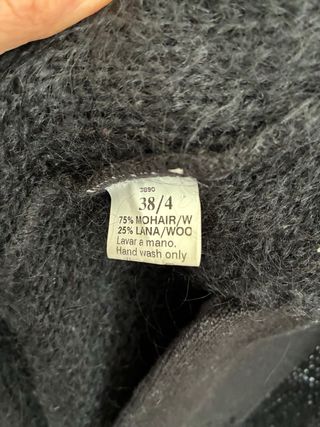 3890
38/4
75% MOHAIR/W
25% LANA/WOO
Lavar a mano.
Hand wash only